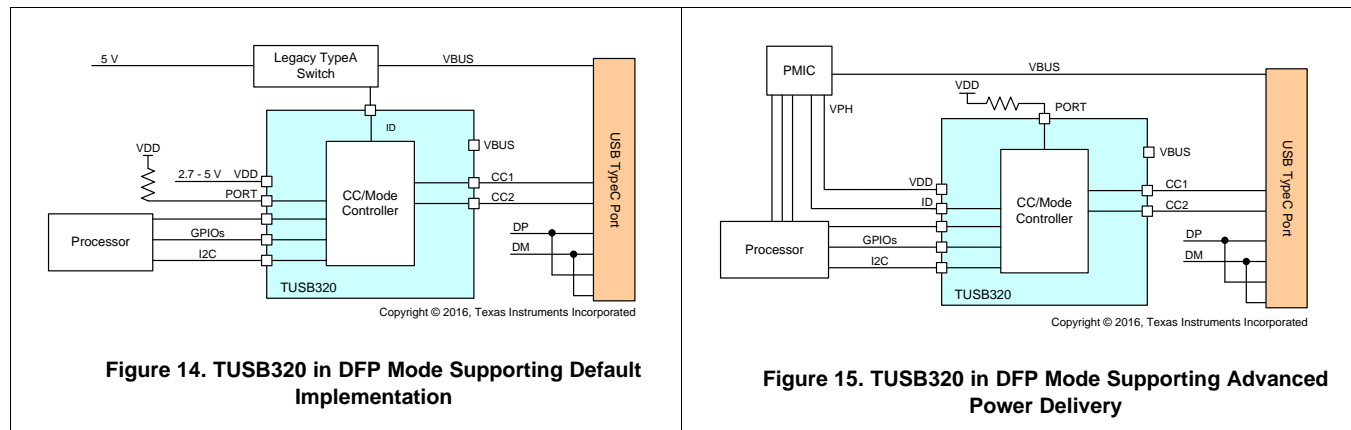 5 V
Legacy TypeA
Switch
VBUS
ID
VBUS
VDD
2.7 - 5 V VDD
PORT
CC/Mode
Controller
CC1
CC2
Processor
GPIOs
I2C
DP
DM
TUSB320
USB TypeC Port
Copyright © 2016, Texas Instruments Incorporated
Figure 14. TUSB320 in DFP Mode Supporting Default
Implementation
PMIC
VBUS
VDD
VPH
PORT
VBUS
VDD
ID
CC/Mode
Controller
CC1
CC2
Processor
GPIOs
I2C
DP
DM
TUSB320
USB TypeC Port
Copyright © 2016, Texas Instruments Incorporated
Figure 15. TUSB320 in DFP Mode Supporting Advanced
Power Delivery